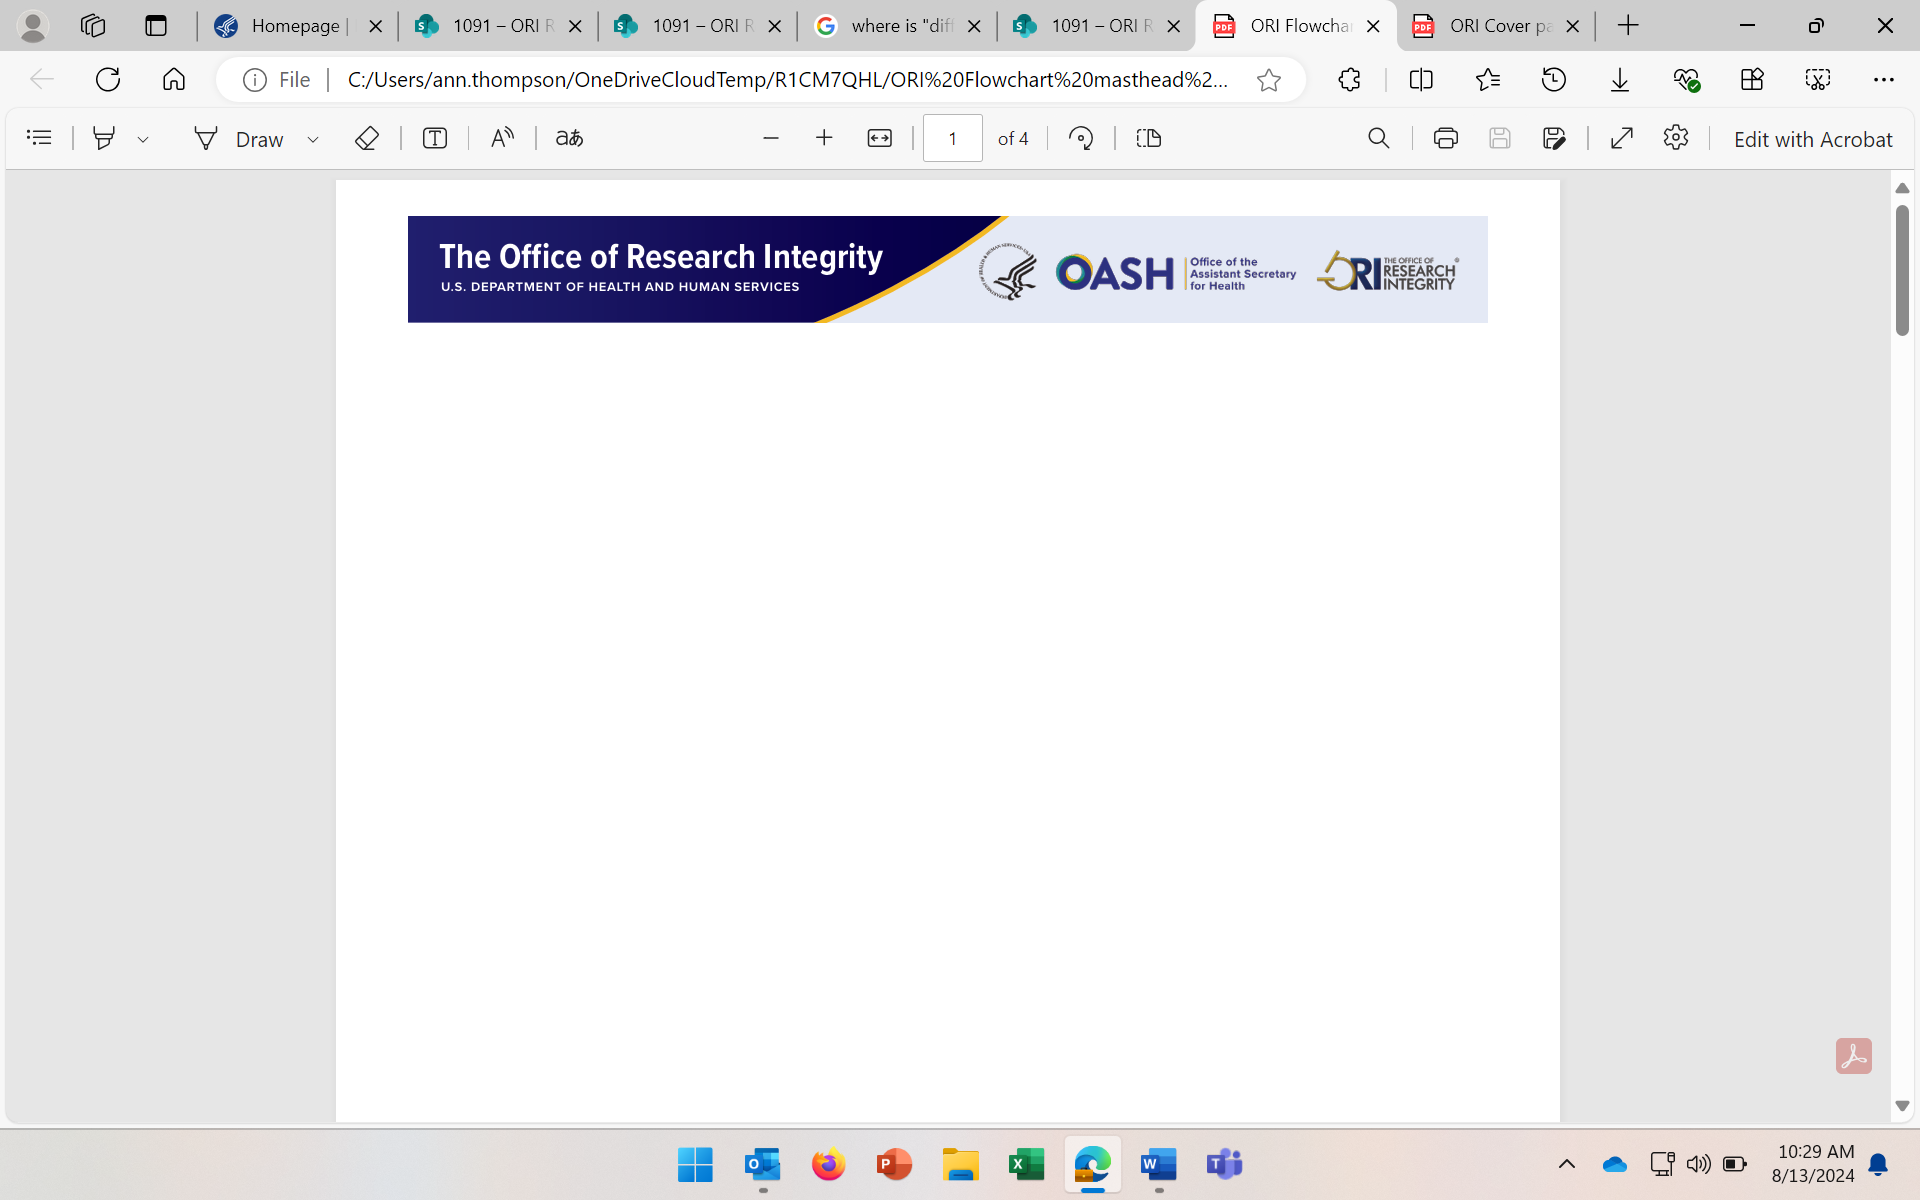 Homepage |
1091 – ORI R
1091 – ORI R
where is "diff
1091 – ORI R
ORI Flowchar
ORI Cover pa
File
C:/Users/ann.thompson/OneDriveCloudTemp/R1CM7QHL/ORI%20Flowchart%20masthead%2...
Draw
1 of 4
Edit with Acrobat
The Office of Research Integrity
U.S. DEPARTMENT OF HEALTH AND HUMAN SERVICES
OASH
Office of the
Assistant Secretary
for Health
ORI
THE OFFICE OF
RESEARCH
INTEGRITY
10:29 AM
8/13/2024